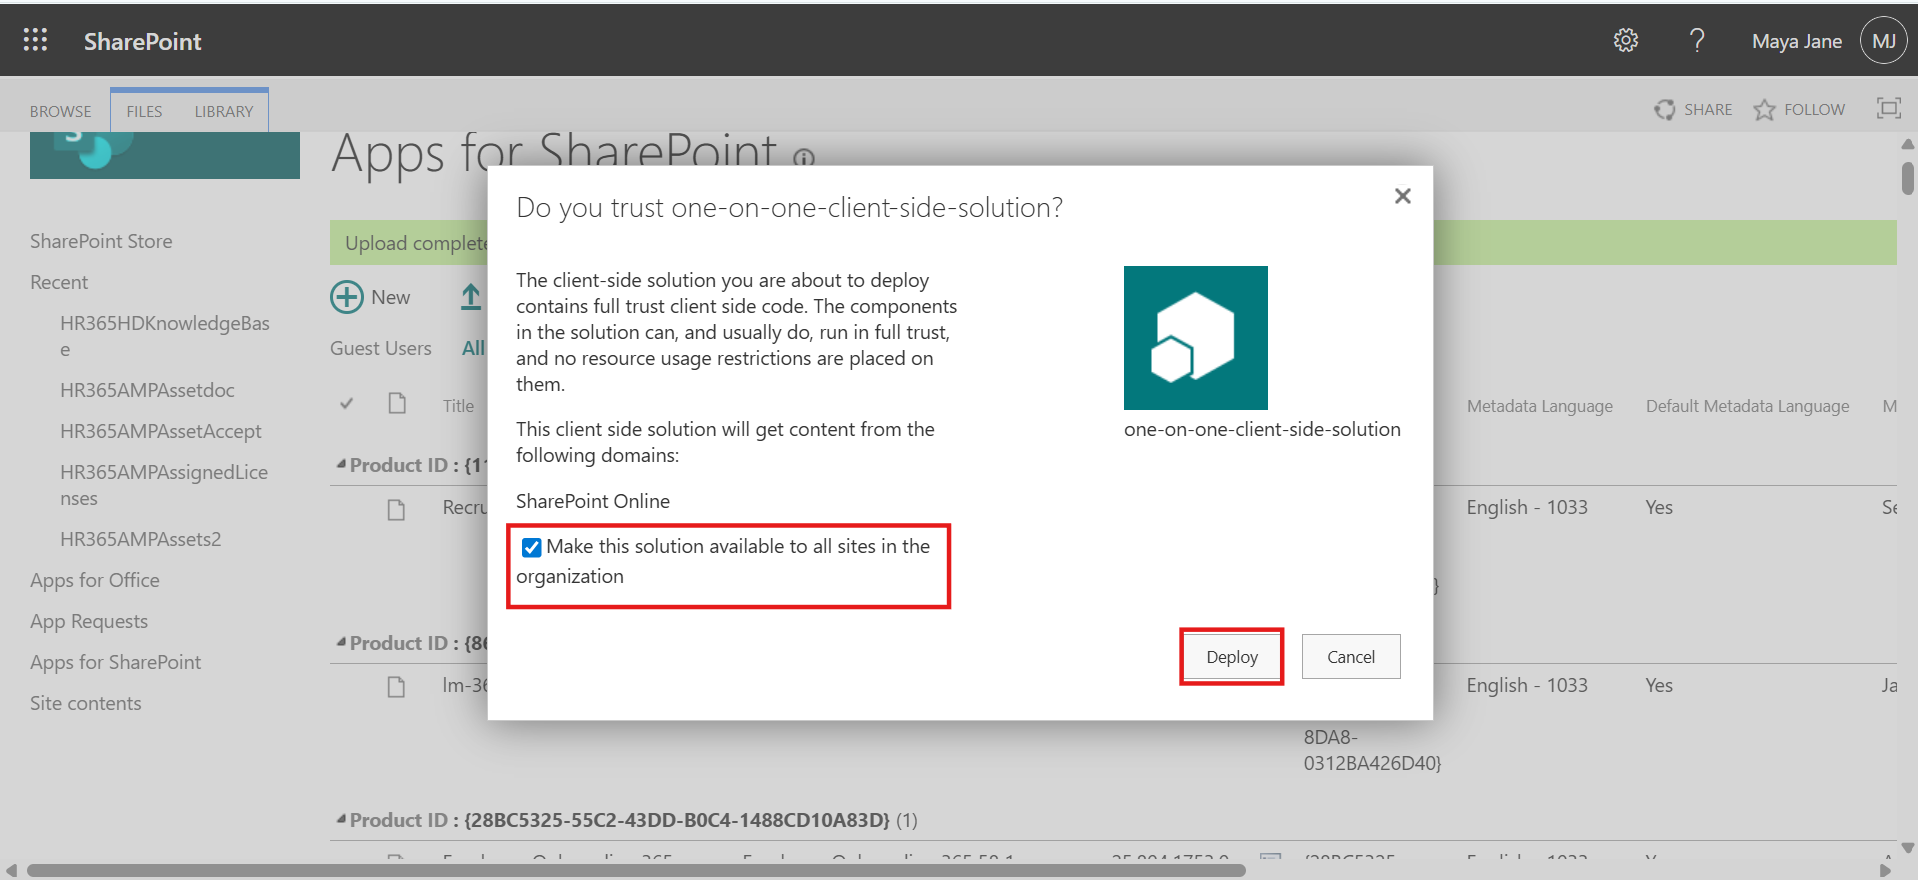 SharePoint
Maya Jane
MJ
BROWSE
FILES
LIBRARY
SHARE
FOLLOW
S
Apps for SharePoint
SharePoint Store
Recent
HR365HDKnowledgeBas
e
HR365AMPAssetdoc
HR365AMPAssetAccept
HR365AMPAssignedLice
nses
HR365AMPAssets2
Apps for Office
App Requests
Apps for SharePoint
Site contents
Upload complete
New
Guest Users
All
Title
Metadata Language
Default Metadata Language
M
Product ID : {11
Recru
English - 1033
Yes
Se
}
Product ID : {86
lm-36
English - 1033
Yes
Ja
8DA8-
0312BA426D40}
Product ID : {28BC5325-55C2-43DD-B0C4-1488CD10A83D} (1)
Do you trust one-on-one-client-side-solution?
The client-side solution you are about to deploy
contains full trust client side code. The components
in the solution can, and usually do, run in full trust,
and no resource usage restrictions are placed on
them.
This client side solution will get content from the
following domains:
SharePoint Online
Make this solution available to all sites in the
organization
one-on-one-client-side-solution
Deploy
Cancel